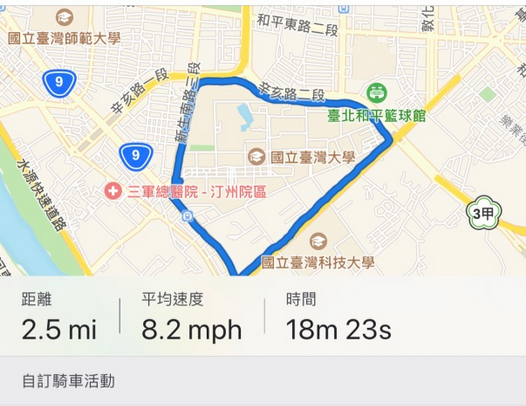 國立臺灣師範大學
和平東路二段
敦化
9
辛亥路一段
新生南路三段
辛亥路二段
臺北和平籃球館
樂業街
9
國立臺灣大學
三軍總醫院 - 汀州院區
水源快速道路
3甲
國立臺灣科技大學
距離
平均速度
時間
2.5 mi
8.2 mph
18m 23s
自訂騎車活動